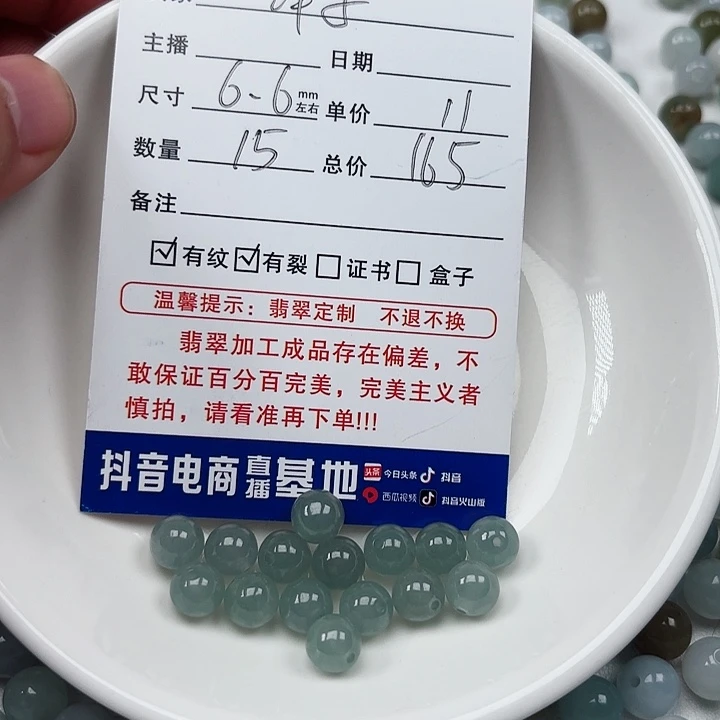 主播 日期
尺寸 6-6 mm左右 单价 11
数量 15 总价 165
备注
☑有纹☑有裂☐证书☐盒子
温馨提示：翡翠定制 不退不换
翡翠加工成品存在偏差，不
敢保证百分百完美，完美主义者
慎拍，请看准再下单!!!
抖音电商直播基地 头条 今日头条 抖音
西瓜视频 抖音火山版